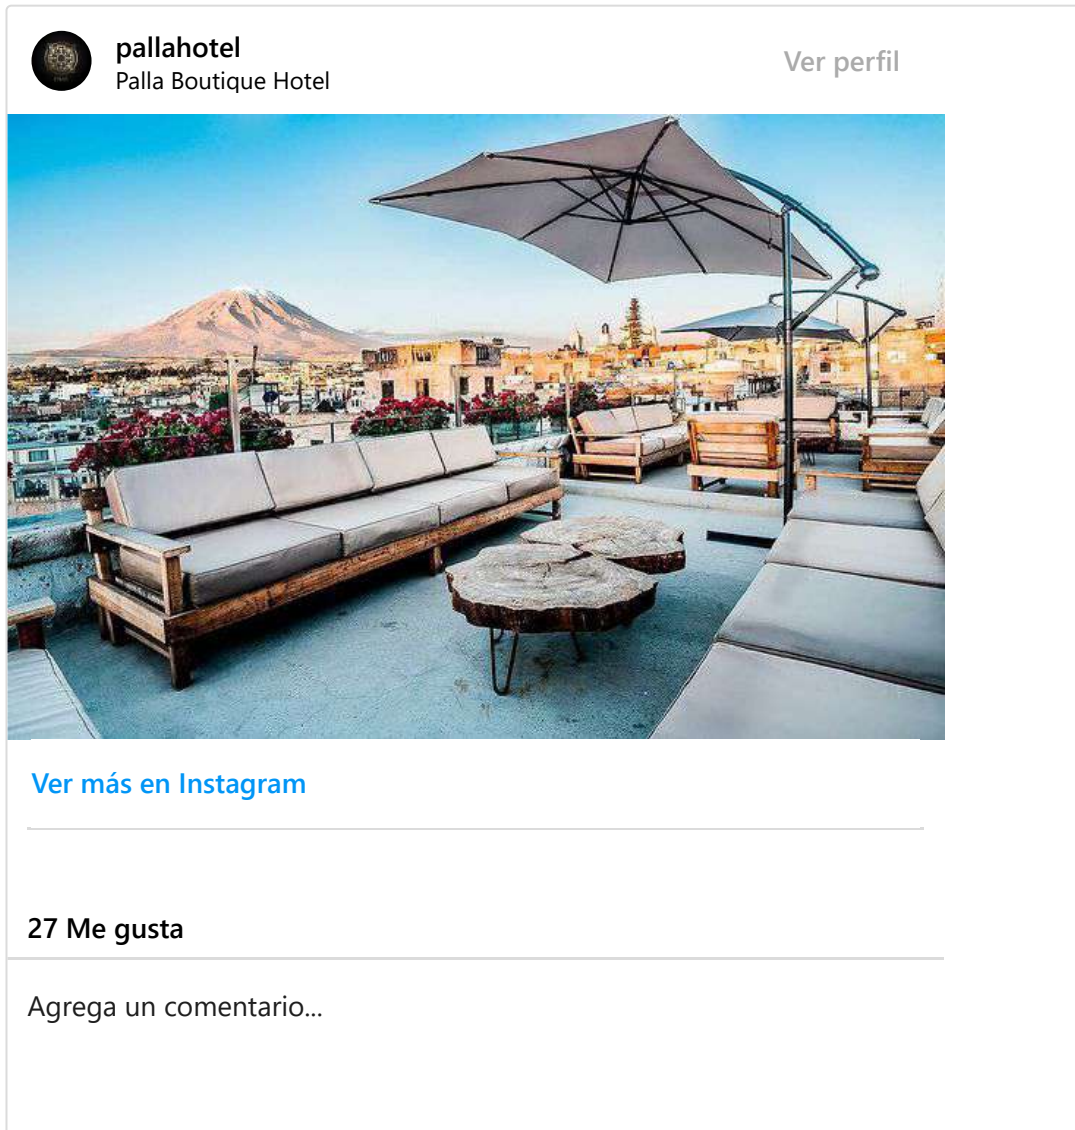 pallahotel
Palla Boutique Hotel
Ver perfil
Ver más en Instagram
27 Me gusta
Agrega un comentario...